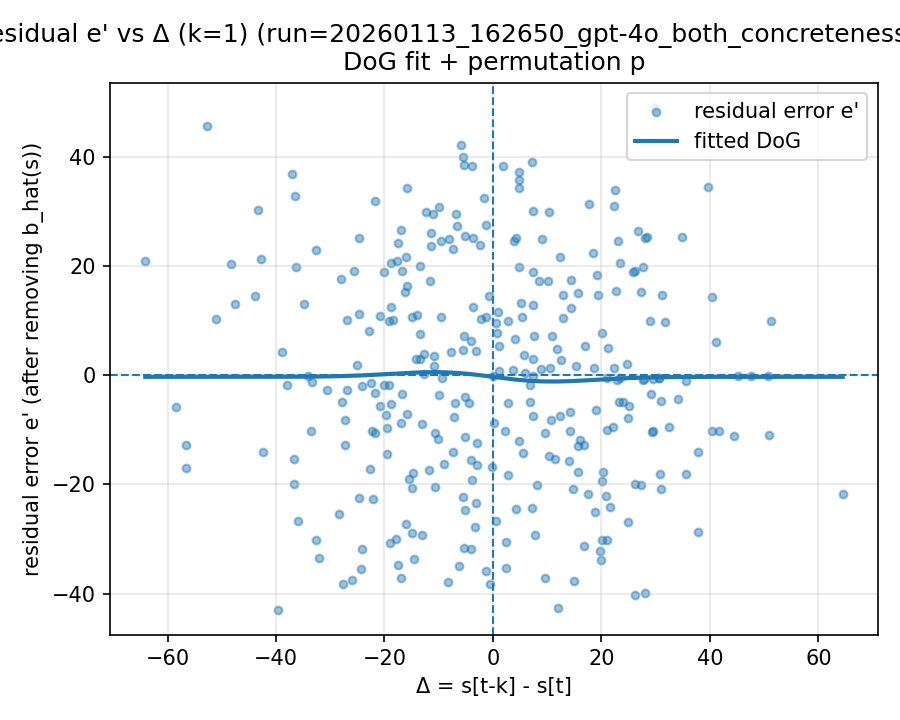 esidual e' vs Δ (k=1) (run=20260113_162650_gpt-4o_both_concreteness
DoG fit + permutation p
residual error e'
fitted DoG
residual error e' (after removing b_hat(s))
40
20
0
−20
−40
−60
−40
−20
0
20
40
60
Δ = s[t-k] - s[t]